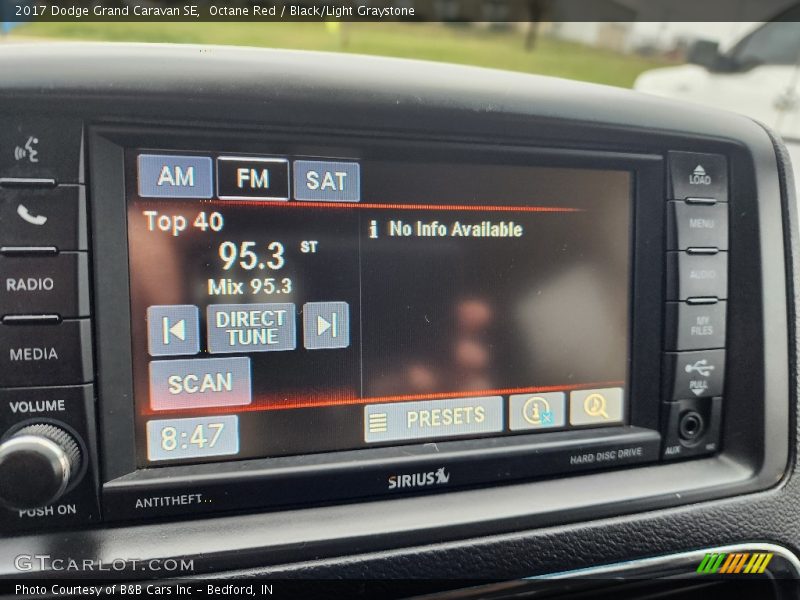 2017 Dodge Grand Caravan SE,  Octane Red / Black/Light Graystone
AM FM SAT
Top 40
95.3 ST
Mix 95.3
i No Info Available
DIRECT
TUNE
SCAN
8:47
PRESETS
RADIO
MEDIA
VOLUME
PUSH ON
LOAD
MENU
AUDIO
MY
FILES
PULL
AUX
ANTITHEFT
SIRIUS
HARD DISC DRIVE
GTCARLOT.COM
Photo Courtesy of B&B Cars Inc – Bedford, IN